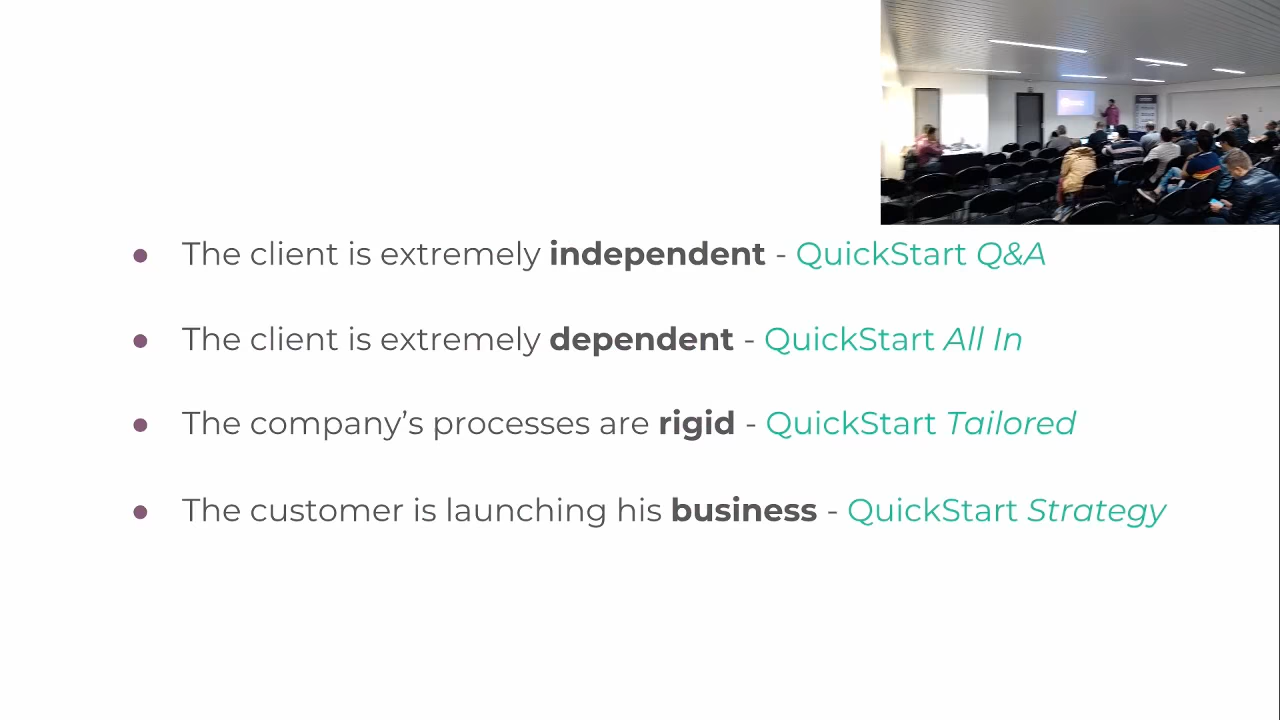 The client is extremely independent - QuickStart Q&A
The client is extremely dependent - QuickStart All In
The company’s processes are rigid - QuickStart Tailored
The customer is launching his business - QuickStart Strategy